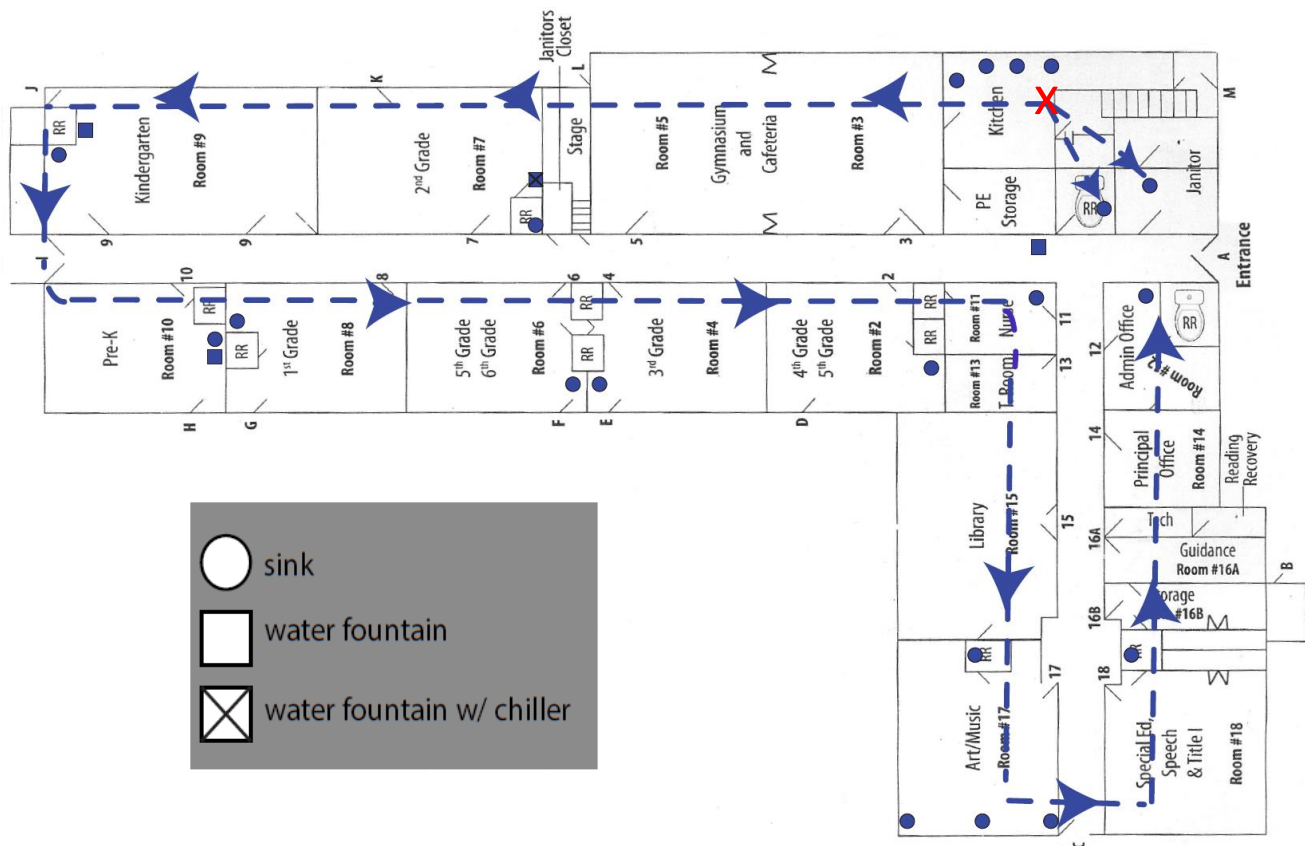 J
K
Janitors
Closet
L
M
RR
Kindergarten
Room #9
2nd Grade
Room #7
RR
Stage
Room #5
Gymnasium
and
Cafeteria
Room #3
Kitchen
X
PE
Storage
RR
Janitor
9
9
7
5
3
A
Entrance
I
10
8
6
4
2
11
Pre-K
Room #10
RR
RR
1st Grade
Room #8
5th Grade
6th Grade
Room #6
RR
RR
3rd Grade
Room #4
4th Grade
5th Grade
Room #2
RR
RR
Room #11
Nurse
Room #13
T. Room
13
12
Admin Office
RR
H
G
F
E
D
14
Principal
Office
Room #14
Reading
Recovery
Library
Room #15
15
16A
Tech
Guidance
Room #16A
B
16B
#16B
RR
17
18
RR
Art/Music
Room #17
Special Ed,
Speech
& Title I
Room #18
sink
water fountain
water fountain w/ chiller